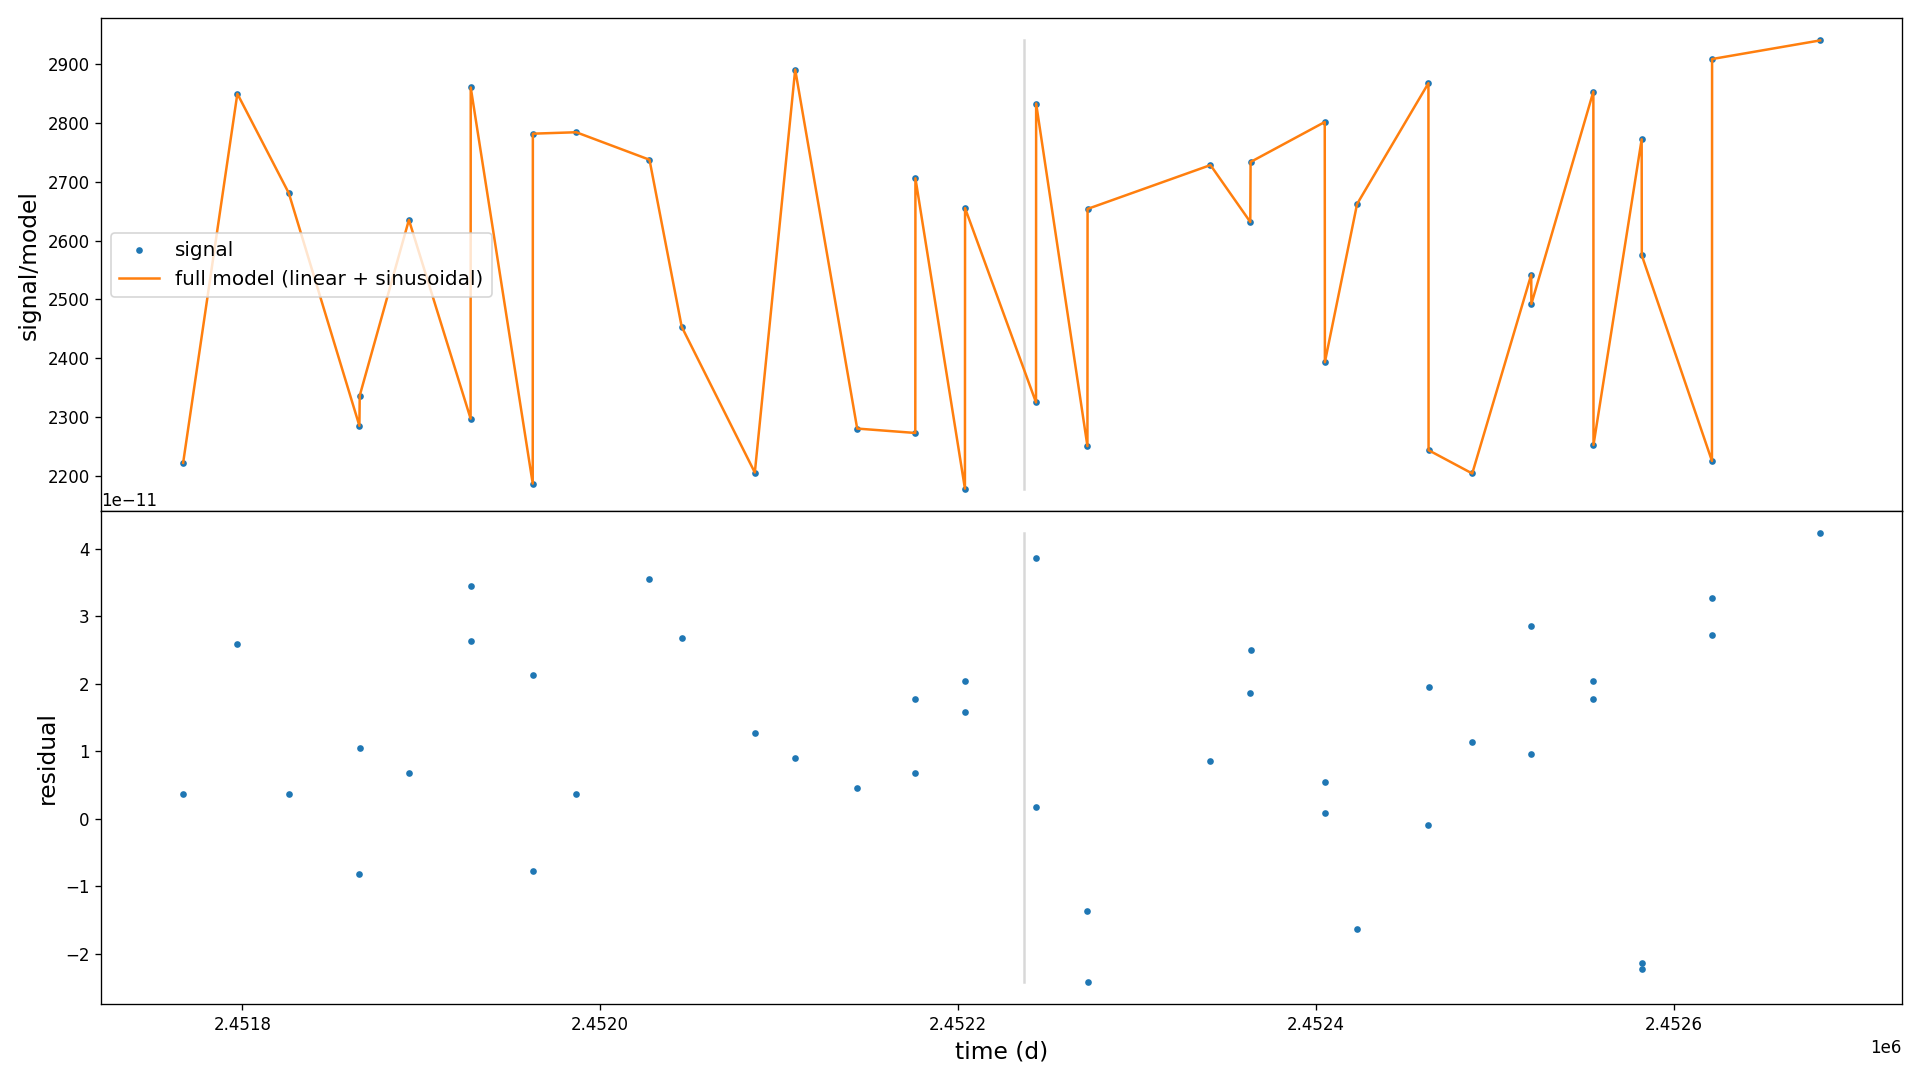 signal/model
2900
2800
2700
2600
2500
2400
2300
2200
signal
full model (linear + sinusoidal)
1e−11
residual
4
3
2
1
0
−1
−2
2.4518
2.4520
2.4522
2.4524
2.4526
1e6
time (d)